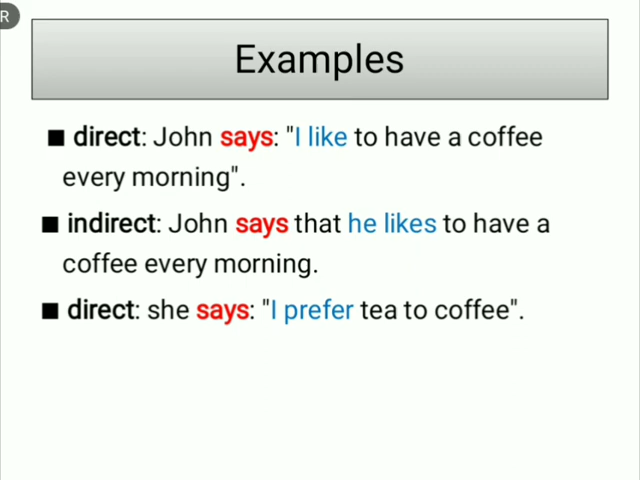 R
Examples
■ direct: John says: "I like to have a coffee
every morning".
■ indirect: John says that he likes to have a
coffee every morning.
■ direct: she says: "I prefer tea to coffee".